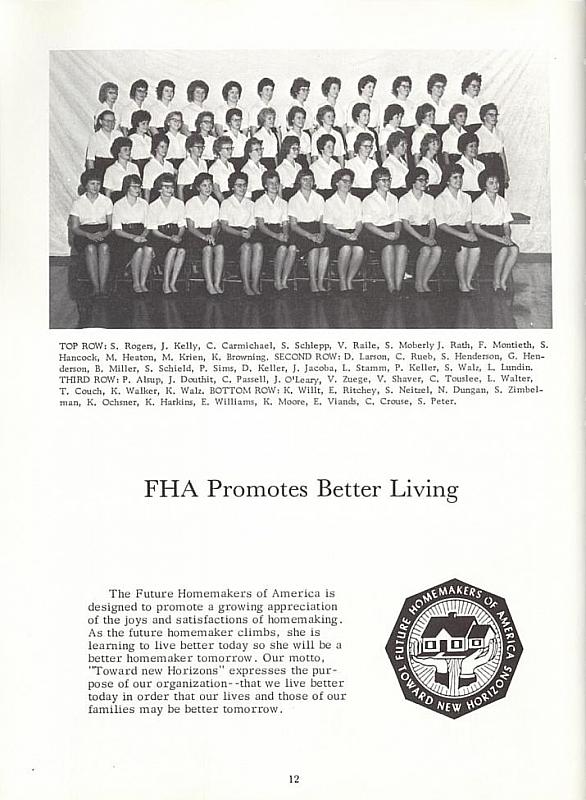 TOP ROW: S. Rogers, J. Kelly, C. Carmichael, S. Schlepp, V. Raile, S. Moberly J. Rath, F. Montieth, S.
Hancock, M. Heaton, M. Krien, K. Browning. SECOND ROW: D. Larson, C. Rueb, S. Henderson, G. Hen-
derson, B. Miller, S. Schield, P. Sims, D. Keller, J. Jacoba, L. Stamm, P. Keller, S. Walz, L. Lundin.
THIRD ROW: P. Alsup, J. Douthit, C. Passell, J. O'Leary, V. Zuege, V. Shaver, C. Touslee, L. Walter,
T. Couch, K. Walker, K. Walz. BOTTOM ROW: K. Willt, E. Ritchey, S. Neitzel, N. Dungan, S. Zimbel-
man, K. Ochsner, K. Harkins, E. Williams, K. Moore, E. Viands, C. Crouse, S. Peter.
FHA Promotes Better Living
The Future Homemakers of America is
designed to promote a growing appreciation
of the joys and satisfactions of homemaking.
As the future homemaker climbs, she is
learning to live better today so she will be a
better homemaker tomorrow. Our motto,
"Toward new Horizons" expresses the pur-
pose of our organization--that we live better
today in order that our lives and those of our
families may be better tomorrow.
FUTURE HOMEMAKERS OF AMERICA
TOWARD NEW HORIZONS
12